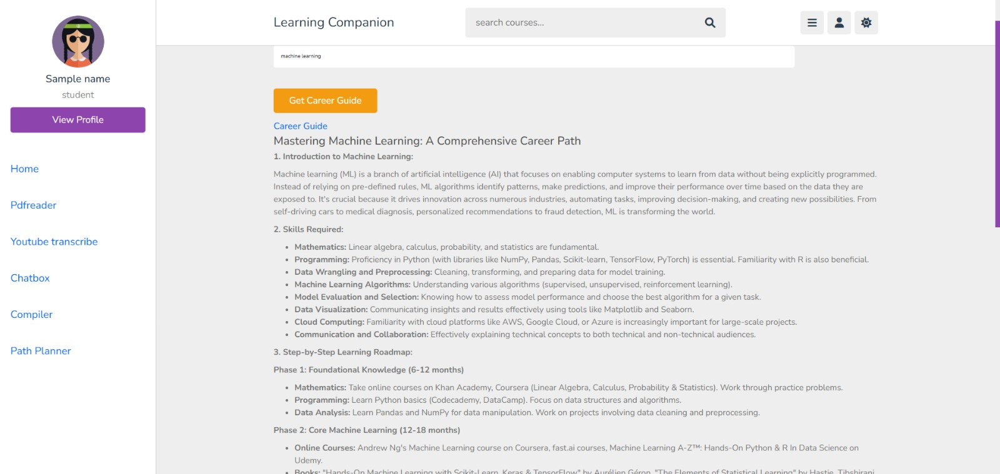 Sample name
student
View Profile
Home
Pdfreader
Youtube transcribe
Chatbox
Compiler
Path Planner
Learning Companion
search courses...
machine learning
Get Career Guide
Career Guide
Mastering Machine Learning: A Comprehensive Career Path
1. Introduction to Machine Learning:
Machine learning (ML) is a branch of artificial intelligence (AI) that focuses on enabling computer systems to learn from data without being explicitly programmed.
Instead of relying on pre-defined rules, ML algorithms identify patterns, make predictions, and improve their performance over time based on the data they are
exposed to. It's crucial because it drives innovation across numerous industries, automating tasks, improving decision-making, and creating new possibilities. From
self-driving cars to medical diagnosis, personalized recommendations to fraud detection, ML is transforming the world.
2. Skills Required:
• Mathematics: Linear algebra, calculus, probability, and statistics are fundamental.
• Programming: Proficiency in Python (with libraries like NumPy, Pandas, Scikit-learn, TensorFlow, PyTorch) is essential. Familiarity with R is also beneficial.
• Data Wrangling and Preprocessing: Cleaning, transforming, and preparing data for model training.
• Machine Learning Algorithms: Understanding various algorithms (supervised, unsupervised, reinforcement learning).
• Model Evaluation and Selection: Knowing how to assess model performance and choose the best algorithm for a given task.
• Data Visualization: Communicating insights and results effectively using tools like Matplotlib and Seaborn.
• Cloud Computing: Familiarity with cloud platforms like AWS, Google Cloud, or Azure is increasingly important for large-scale projects.
• Communication and Collaboration: Effectively explaining technical concepts to both technical and non-technical audiences.
3. Step-by-Step Learning Roadmap:
Phase 1: Foundational Knowledge (6-12 months)
• Mathematics: Take online courses on Khan Academy, Coursera (Linear Algebra, Calculus, Probability & Statistics). Work through practice problems.
• Programming: Learn Python basics (Codecademy, DataCamp). Focus on data structures and algorithms.
• Data Analysis: Learn Pandas and NumPy for data manipulation. Work on projects involving data cleaning and preprocessing.
Phase 2: Core Machine Learning (12-18 months)
• Online Courses: Andrew Ng's Machine Learning course on Coursera, fast.ai courses, Machine Learning A-Z™: Hands-On Python & R In Data Science on
Udemy.
• Books: "Hands-On Machine Learning with Scikit-Learn, Keras & TensorFlow" by Aurélien Géron, "The Elements of Statistical Learning" by Hastie, Tibshirani,